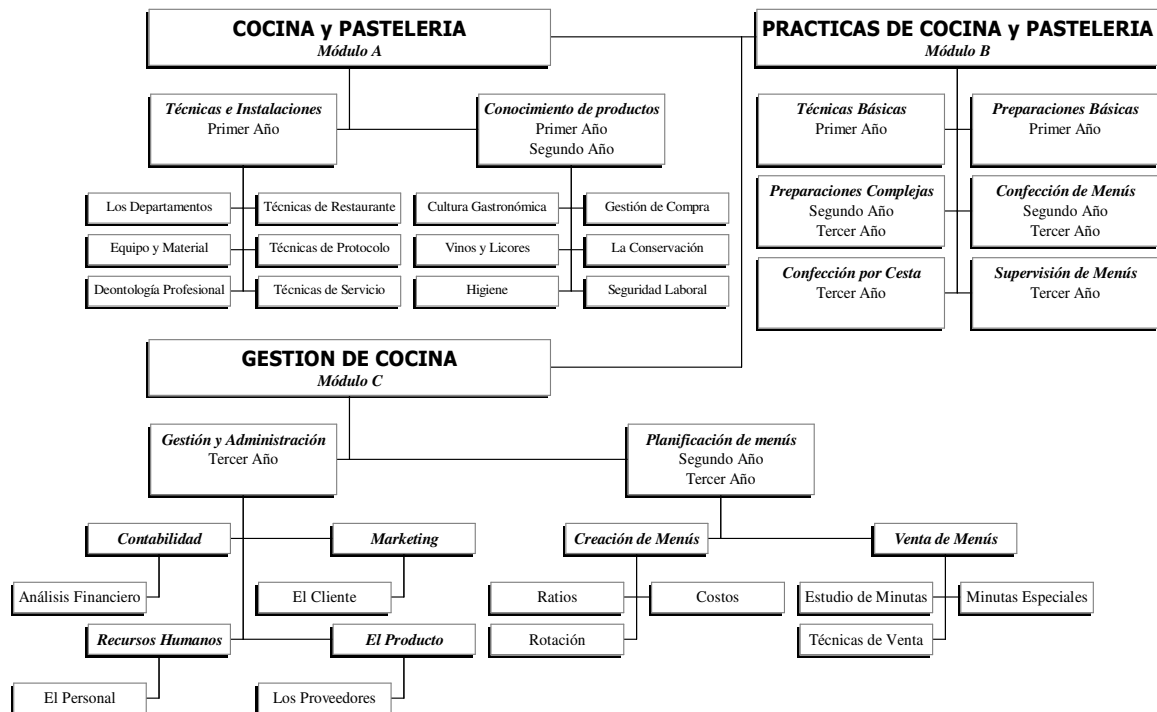 COCINA y PASTELERIA
Módulo A
PRACTICAS DE COCINA y PASTELERIA
Módulo B
Técnicas e Instalaciones
Primer Año
Conocimiento de productos
Primer Año
Segundo Año
Técnicas Básicas
Primer Año
Preparaciones Básicas
Primer Año
Los Departamentos
Técnicas de Restaurante
Cultura Gastronómica
Gestión de Compra
Equipo y Material
Técnicas de Protocolo
Vinos y Licores
La Conservación
Deontología Profesional
Técnicas de Servicio
Higiene
Seguridad Laboral
Preparaciones Complejas
Segundo Año
Tercer Año
Confección de Menús
Segundo Año
Tercer Año
Confección por Cesta
Tercer Año
Supervisión de Menús
Tercer Año
GESTION DE COCINA
Módulo C
Gestión y Administración
Tercer Año
Planificación de menús
Segundo Año
Tercer Año
Contabilidad
Marketing
Creación de Menús
Venta de Menús
Análisis Financiero
El Cliente
Ratios
Costos
Estudio de Minutas
Minutas Especiales
Recursos Humanos
El Producto
Rotación
Técnicas de Venta
El Personal
Los Proveedores